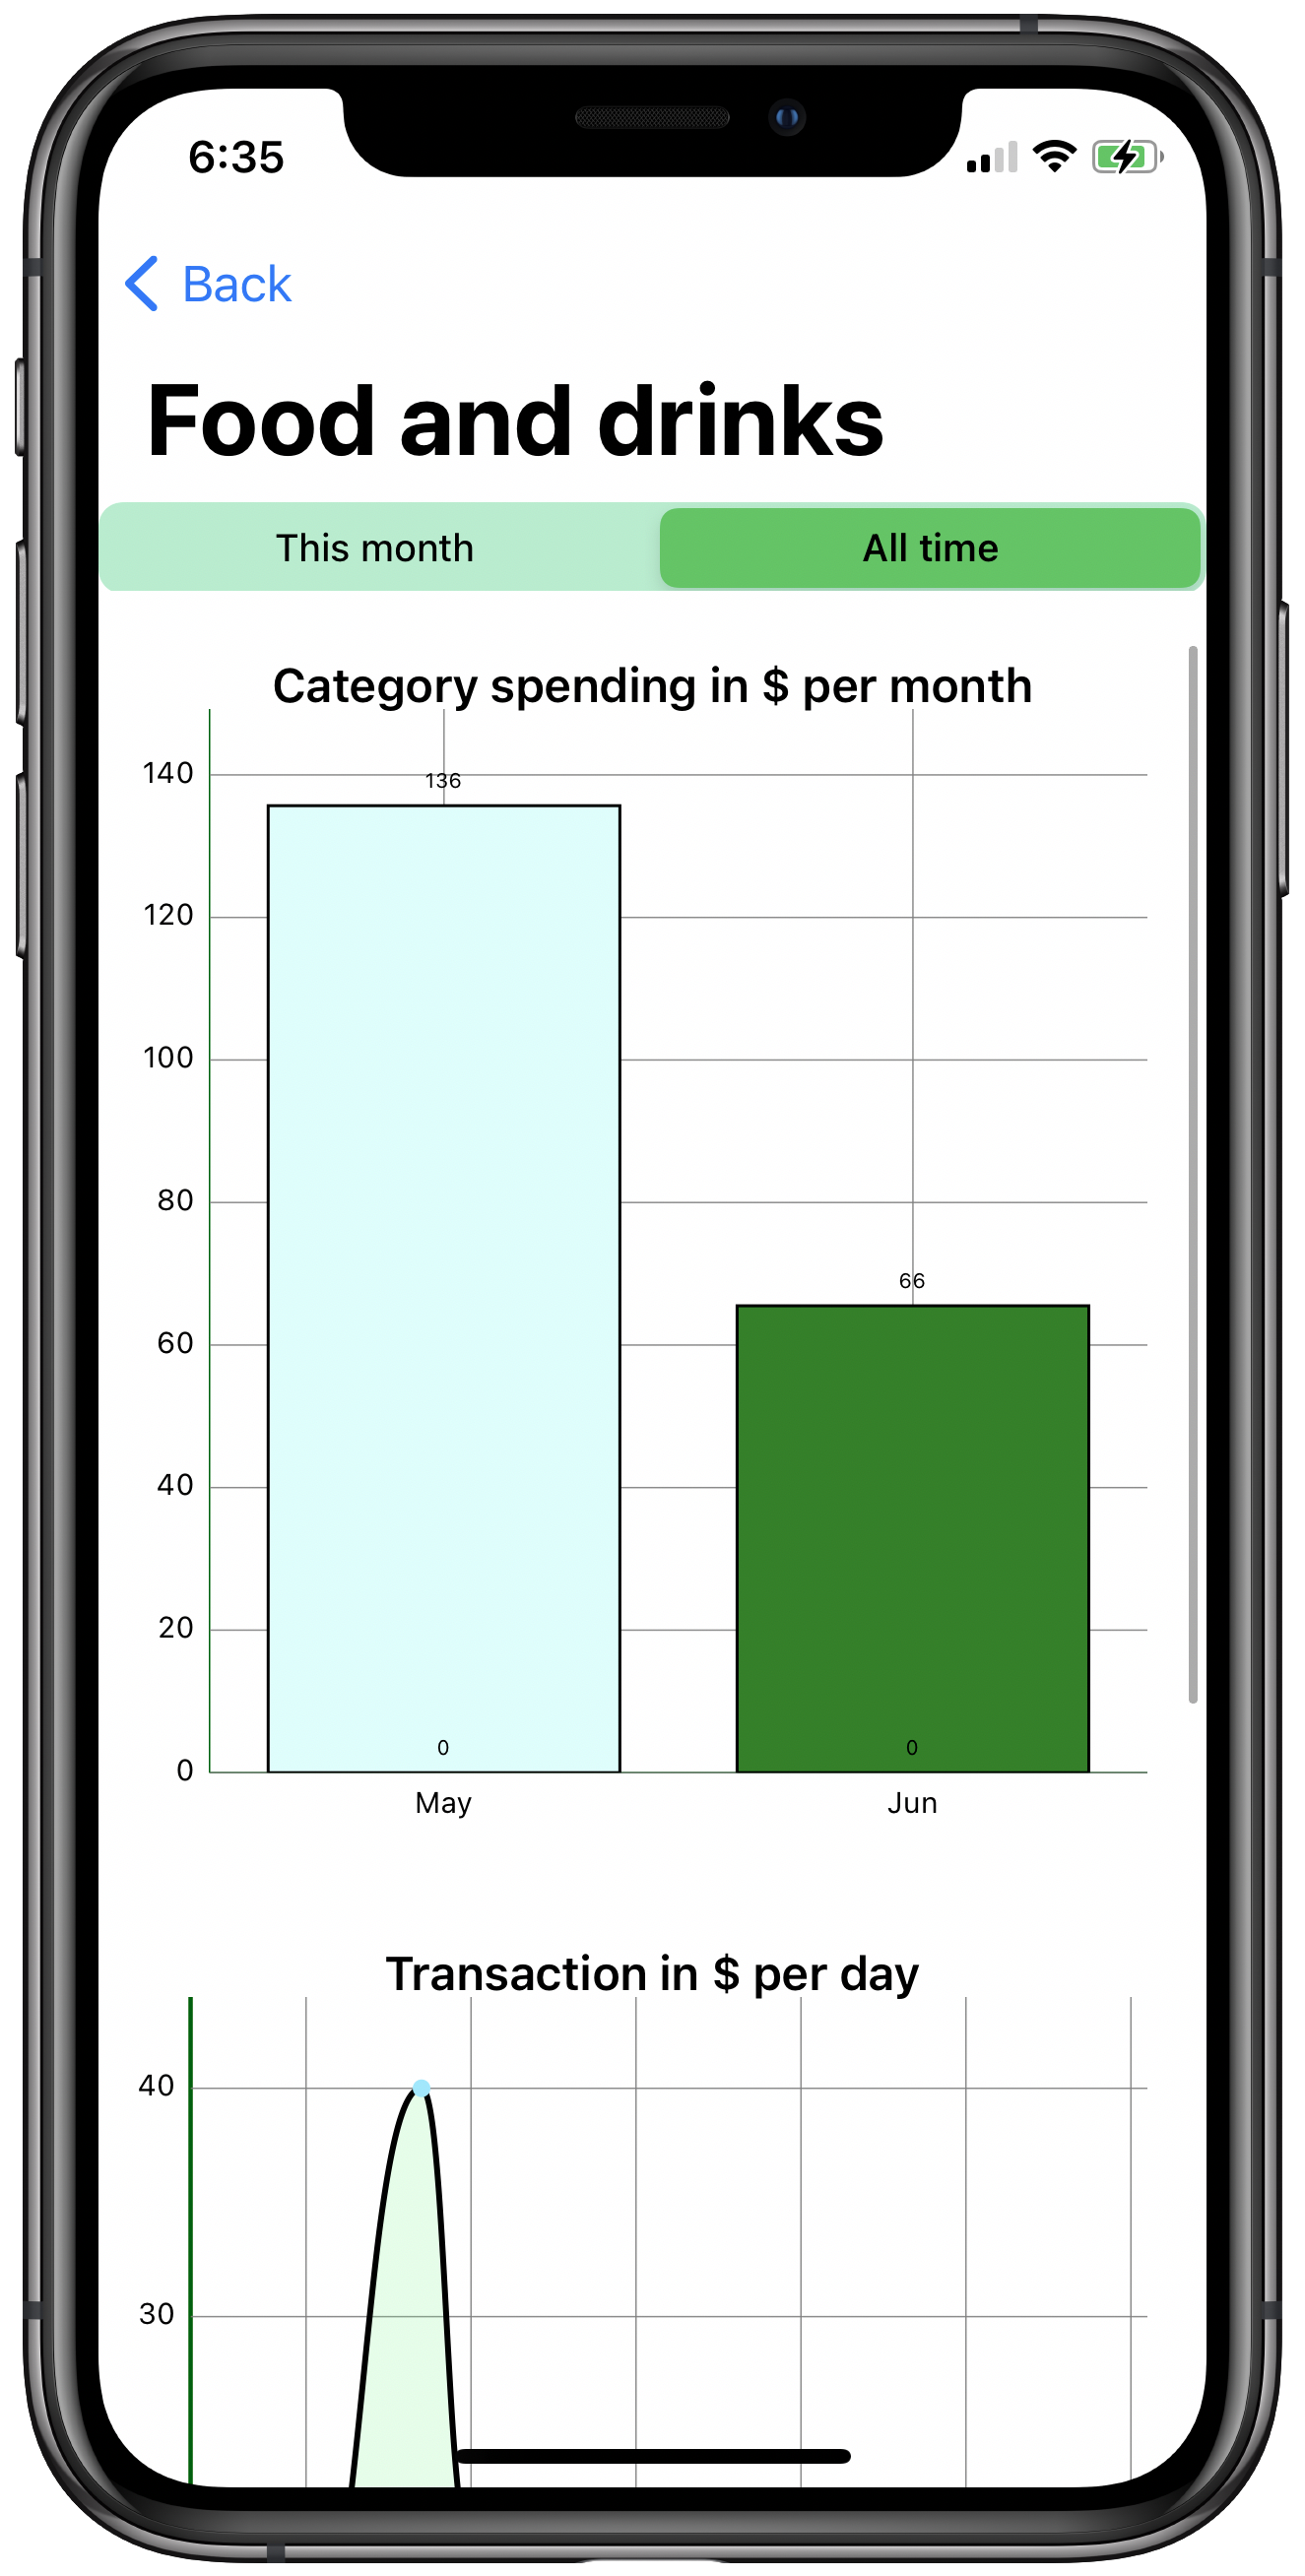 6:35
Back
Food and drinks
This month All time
Category spending in $ per month
140
136
120
100
80
66
60
40
20
0 0
0
May Jun
Transaction in $ per day
40
30